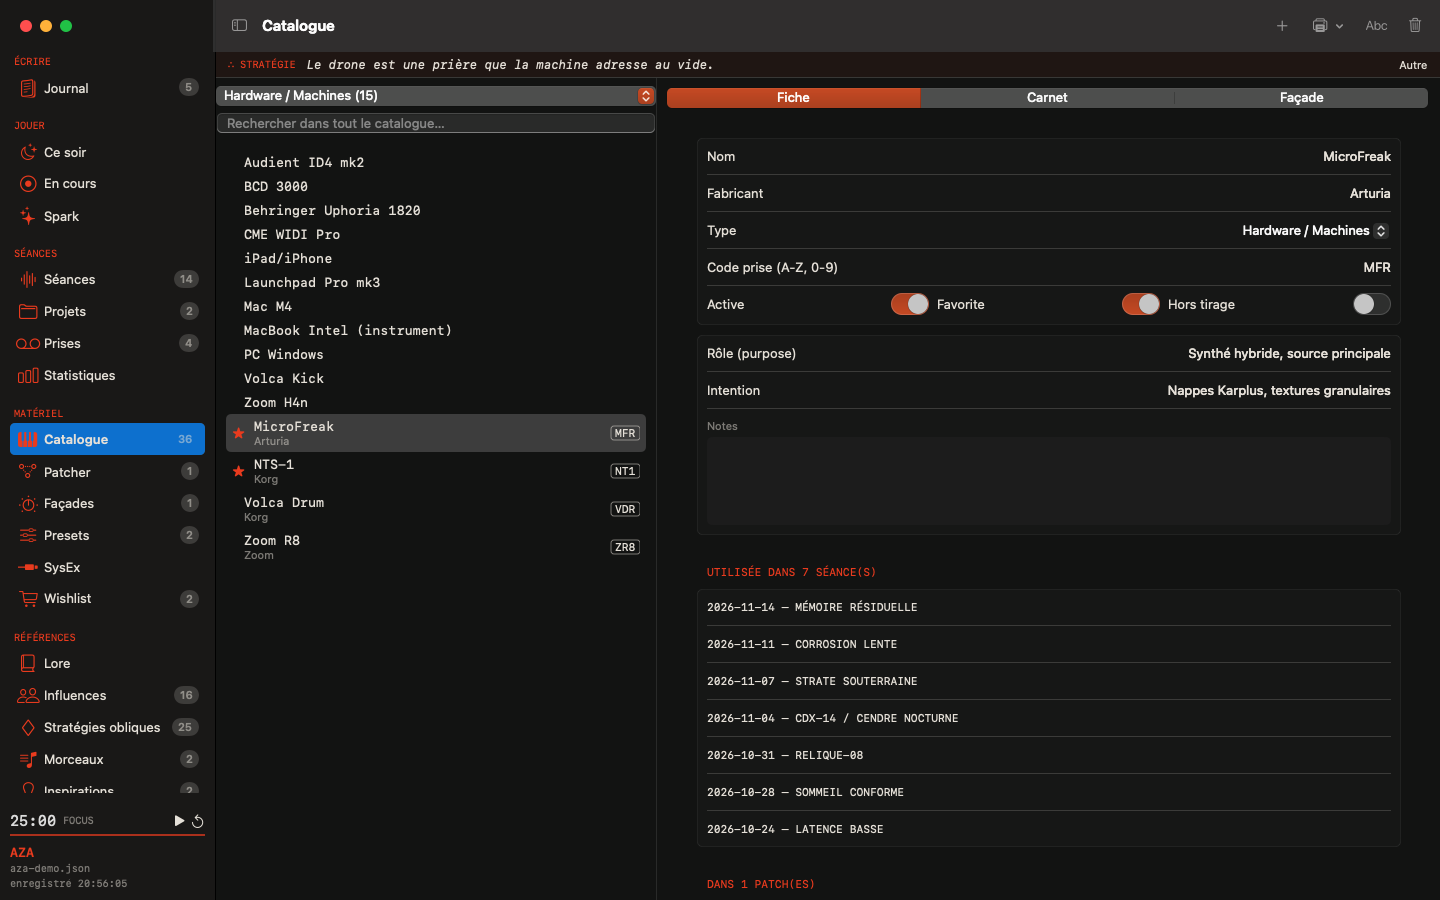 Catalogue
Abc
∴ STRATÉGIE Le drone est une prière que la machine adresse au vide.
Autre
ÉCRIRE
Journal 5
JOUER
Ce soir
En cours
Spark
SÉANCES
Séances 14
Projets 2
Prises 4
Statistiques
MATÉRIEL
Catalogue 36
Patcher 1
Façades 1
Presets 2
SysEx
Wishlist 2
RÉFÉRENCES
Lore
Influences 16
Stratégies obliques 25
Morceaux 2
Inspirations 2
25:00 FOCUS
AZA
aza-demo.json
enregistré 20:56:05
Hardware / Machines (15)
Rechercher dans tout le catalogue...
Audient ID4 mk2
BCD 3000
Behringer Uphoria 1820
CME WIDI Pro
iPad/iPhone
Launchpad Pro mk3
Mac M4
MacBook Intel (instrument)
PC Windows
Volca Kick
Zoom H4n
MicroFreak
Arturia
MFR
NTS-1
Korg
NT1
Volca Drum
Korg
VDR
Zoom R8
Zoom
ZR8
Fiche Carnet Façade
Nom MicroFreak
Fabricant Arturia
Type Hardware / Machines
Code prise (A-Z, 0-9) MFR
Active Favorite Hors tirage
Rôle (purpose) Synthé hybride, source principale
Intention Nappes Karplus, textures granulaires
Notes
UTILISÉE DANS 7 SÉANCE(S)
2026-11-14 — MÉMOIRE RÉSIDUELLE
2026-11-11 — CORROSION LENTE
2026-11-07 — STRATE SOUTERRAINE
2026-11-04 — CDX-14 / CENDRE NOCTURNE
2026-10-31 — RELIQUE-08
2026-10-28 — SOMMEIL CONFORME
2026-10-24 — LATENCE BASSE
DANS 1 PATCH(ES)